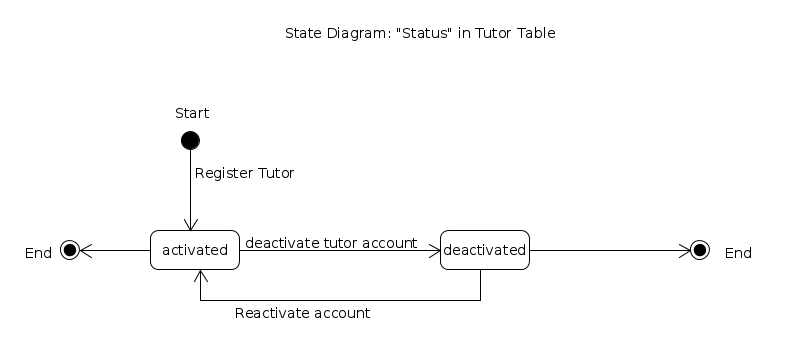 State Diagram: "Status" in Tutor Table
Start
Register Tutor
End
activated
deactivate tutor account
deactivated
End
Reactivate account